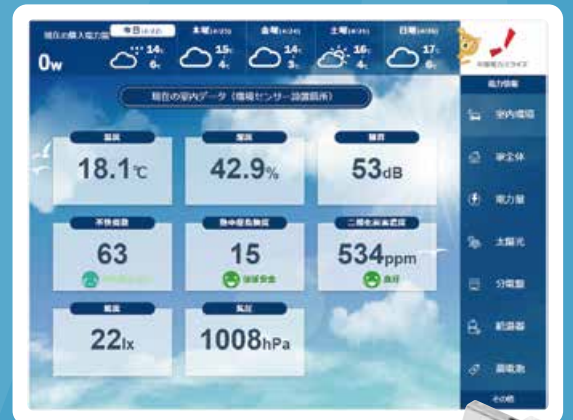 現在の購入電力量
0w
今日
木曜
金曜
土曜
日曜
14℃
6℃
15℃
4℃
14℃
3℃
16℃
4℃
17℃
6℃
現在の室内データ（環境センサー設置箇所）
温度
18.1℃
湿度
42.9%
騒音
53dB
不快指数
63
熱中症危険度
15
ほぼ安全
二酸化炭素濃度
534ppm
良好
照度
22lx
気圧
1008hPa
電力情報
室内環境
家全体
電力量
太陽光
分電盤
給湯器
蓄電池
その他